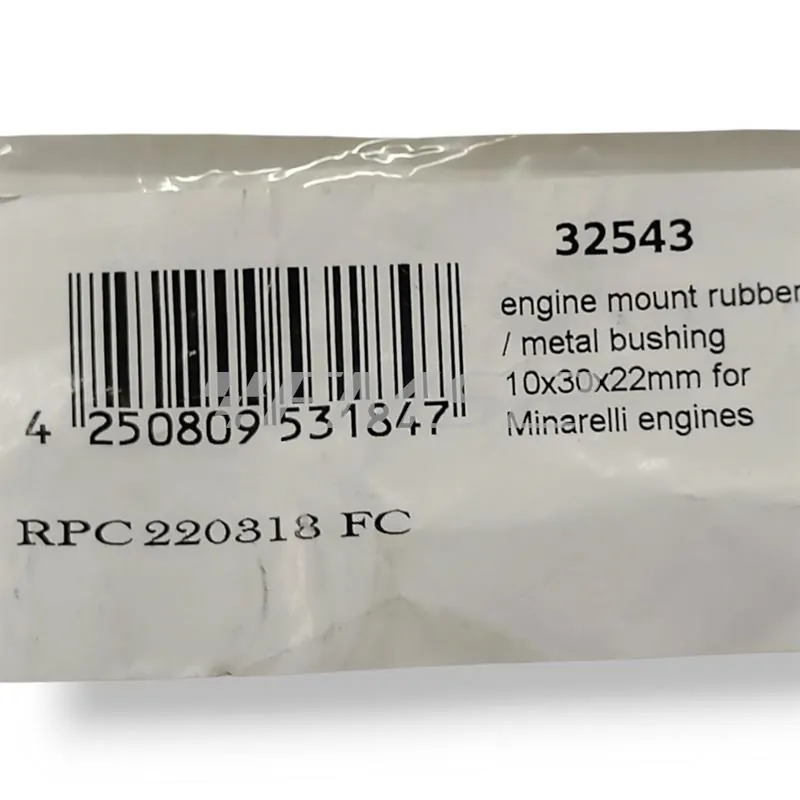 32543
engine mount rubber
/ metal bushing
10x30x22mm for
Minarelli engines
4 250809 531847
RPC 220318 FC